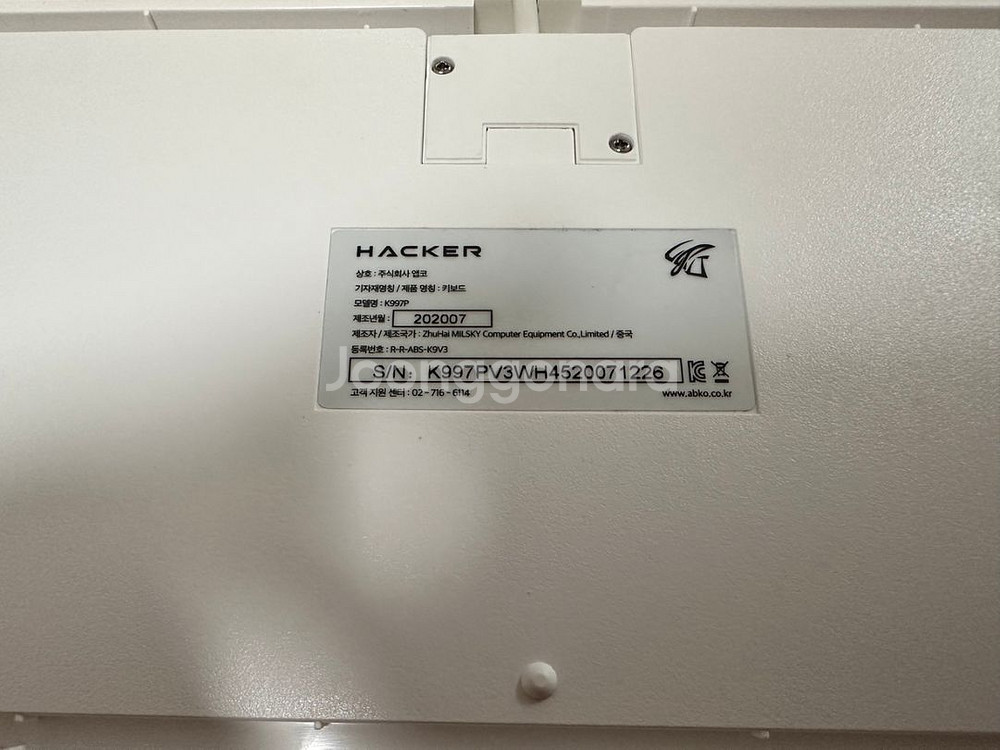 HACKER
상호 : 주식회사 앱코
기자재명칭 / 제품 명칭 : 키보드
모델명 : K997P
제조년월 : 202007
제조자 / 제조국가 : ZhuHai MILSKY Computer Equipment Co.,Limited / 중국
등록번호 : R-R-ABS-K9V3
S/N: K997PV3WH4520071226
고객 지원 센터 : 02 - 716 - 6114
www.abko.co.kr
Joonggonara